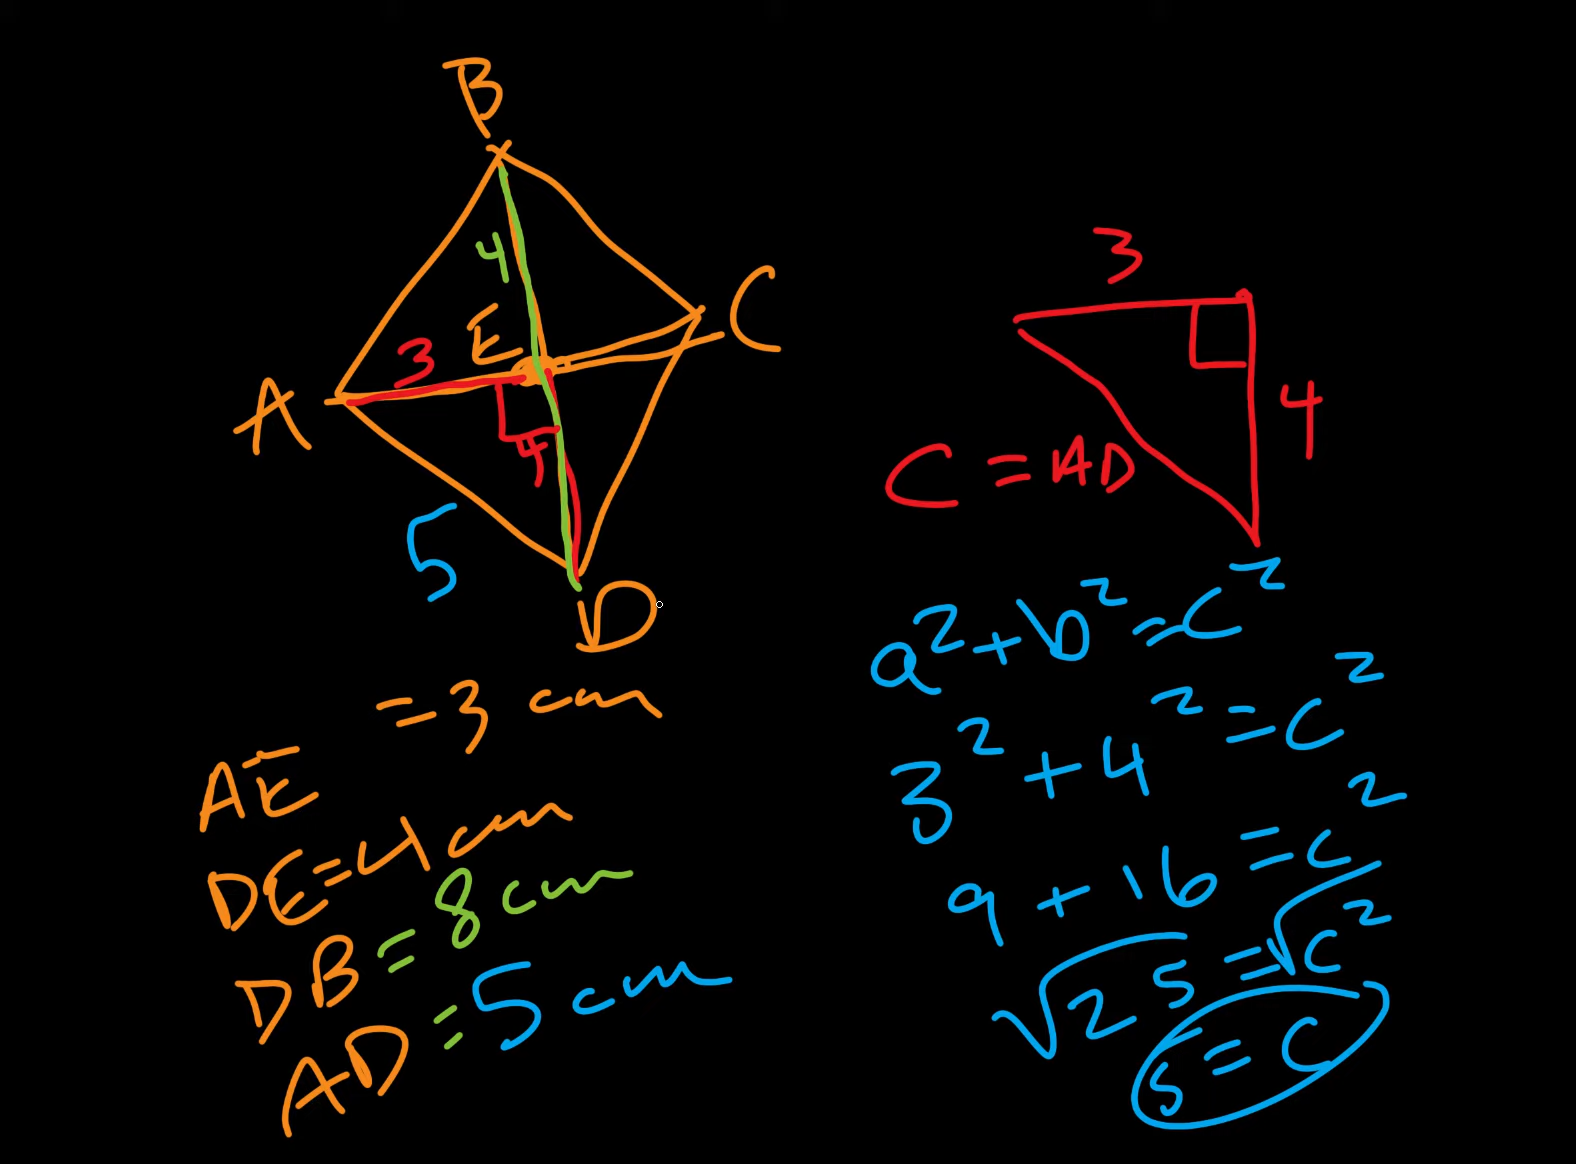 B
4
E
C
3
A
4
5
D
3
4
C = AD
a² + b² = c²
3² + 4² = c²
9 + 16 = c²
√25 = √c²
5 = C
AE = 3 cm
DE = 4 cm
DB = 8 cm
AD = 5 cm